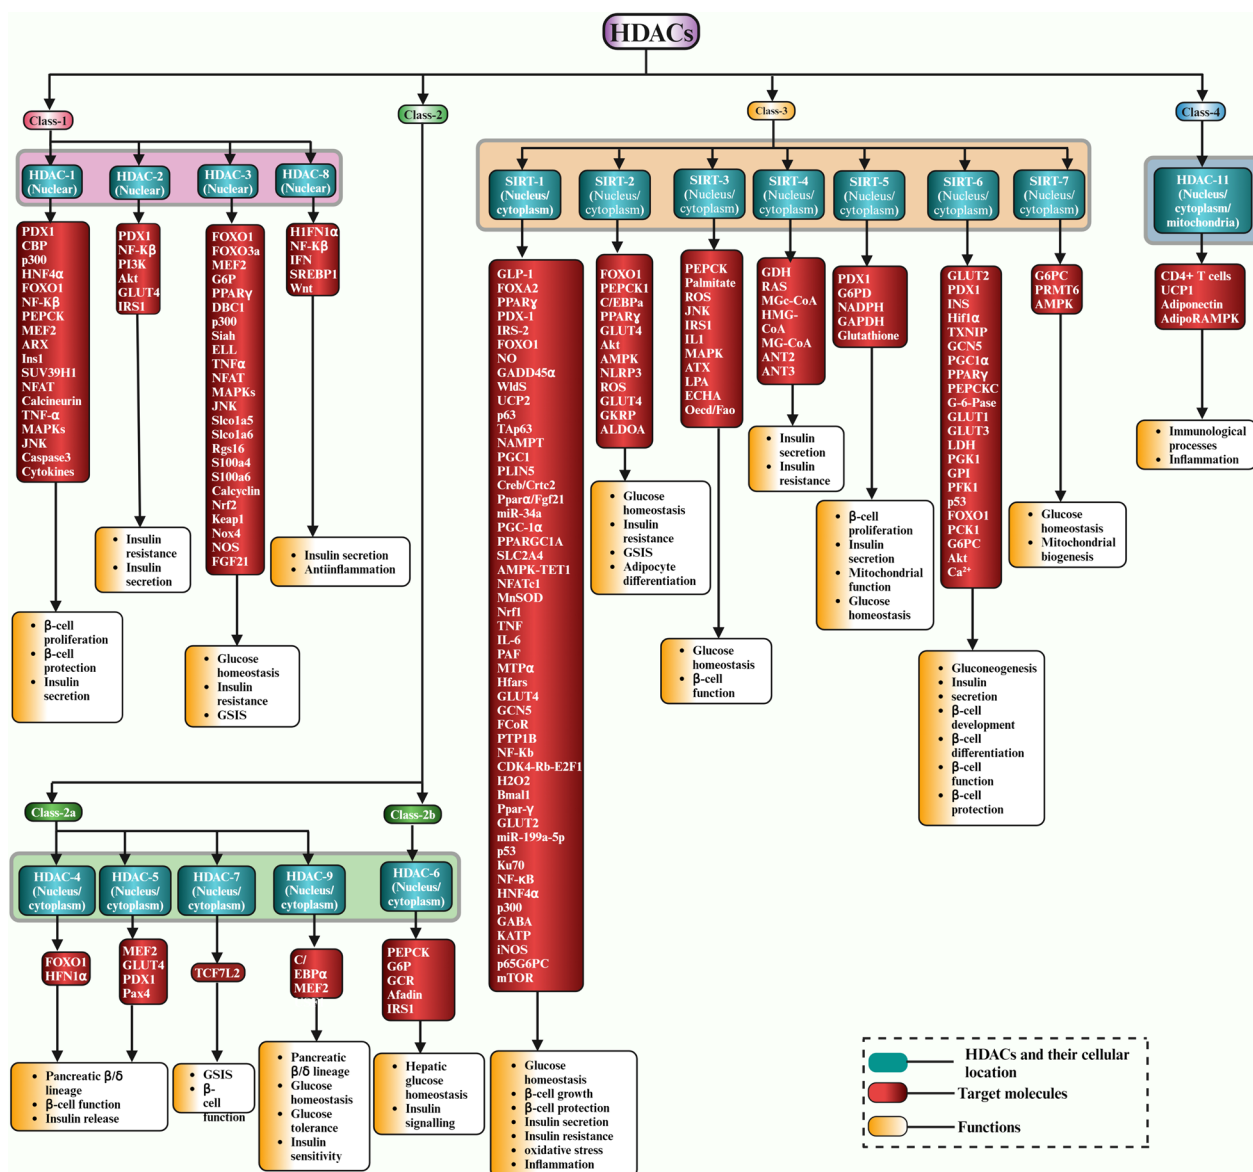 HDACs
Class-1
Class-2
Class-3
Class-4
HDAC-1
(Nuclear)
HDAC-2
(Nuclear)
HDAC-3
(Nuclear)
HDAC-8
(Nuclear)
SIRT-1
(Nucleus/
cytoplasm)
SIRT-2
(Nucleus/
cytoplasm)
SIRT-3
(Nucleus/
cytoplasm)
SIRT-4
(Nucleus/
cytoplasm)
SIRT-5
(Nucleus/
cytoplasm)
SIRT-6
(Nucleus/
cytoplasm)
SIRT-7
(Nucleus/
cytoplasm)
HDAC-11
(Nucleus/
cytoplasm/
mitochondria)
PDX1
CBP
p300
HNF4α
FOXO1
NF-Kβ
PEPCK
MEF2
ARX
Ins1
SUV39H1
NFAT
Calcineurin
TNF-α
MAPKs
JNK
Caspase3
Cytokines
PDX1
NF-Kβ
PI3K
Akt
GLUT4
IRS1
FOXO1
FOXO3a
MEF2
G6P
PPARγ
DBC1
p300
Siah
ELL
TNFα
NFAT
MAPKs
JNK
Slco1a5
Slco1a6
Rgs16
S100a4
S100a6
Calcyclin
Nrf2
Keap1
Nox4
NOS
FGF21
H1FN1α
NF-Kβ
IFN
SREBP1
Wnt
GLP-1
FOXA2
PPARɣ
PDX-1
IRS-2
FOXO1
NO
GADD45α
WldS
UCP2
p63
TAp63
NAMPT
PGC1
PLIN5
Creb/Crtc2
Pparα/Fgf21
miR-34a
PGC-1α
PPARGC1A
SLC2A4
AMPK-TET1
NFATc1
MnSOD
Nrf1
TNF
IL-6
PAF
MTPα
Hfars
GLUT4
GCN5
FCoR
PTP1B
NF-Kb
CDK4-Rb-E2F1
H2O2
Bmal1
Ppar-γ
GLUT2
miR-199a-5p
p53
Ku70
NF-κB
HNF4α
p300
GABA
KATP
iNOS
p65G6PC
mTOR
FOXO1
PEPCK1
C/EBPa
PPARɣ
GLUT4
Akt
AMPK
NLRP3
ROS
GLUT4
GKRP
ALDOA
PEPCK
Palmitate
ROS
JNK
IRS1
IL1
MAPK
ATX
LPA
ECHA
Oecd/Fao
GDH
RAS
MGc-CoA
HMG-
CoA
MG-CoA
ANT2
ANT3
PDX1
G6PD
NADPH
GAPDH
Glutathione
GLUT2
PDX1
INS
Hif1α
TXNIP
GCN5
PGC1α
PPARγ
PEPCKC
G-6-Pase
GLUT1
GLUT3
LDH
PGK1
GPI
PFK1
p53
FOXO1
PCK1
G6PC
Akt
Ca²⁺
G6PC
PRMT6
AMPK
CD4+ T cells
UCP1
Adiponectin
AdipoRAMPK
• β-cell
proliferation
• β-cell
protection
• Insulin
secretion
• Insulin
resistance
• Insulin
secretion
• Glucose
homeostasis
• Insulin
resistance
• GSIS
• Insulin secretion
• Antiinflammation
• Glucose
homeostasis
• Insulin
resistance
• GSIS
• Adipocyte
differentiation
• Glucose
homeostasis
• β-cell
function
• Insulin
secretion
• Insulin
resistance
• β-cell
proliferation
• Insulin
secretion
• Mitochondrial
function
• Glucose
homeostasis
• Gluconeogenesis
• Insulin
• secretion
• β-cell
development
• β-cell
differentiation
• β-cell
function
• β-cell
protection
• Glucose
homeostasis
• Mitochondrial
biogenesis
• Immunological
processes
• Inflammation
Class-2a
Class-2b
HDAC-4
(Nucleus/
cytoplasm)
HDAC-5
(Nucleus/
cytoplasm)
HDAC-7
(Nucleus/
cytoplasm)
HDAC-9
(Nucleus/
cytoplasm)
HDAC-6
(Nucleus/
cytoplasm)
FOXO1
HFN1α
MEF2
GLUT4
PDX1
Pax4
TCF7L2
C/
EBPα
MEF2
PEPCK
G6P
GCR
Afadin
IRS1
• Pancreatic β/δ
lineage
• β-cell function
• Insulin release
• GSIS
• β-
cell
function
• Pancreatic
β/δ lineage
• Glucose
homeostasis
• Glucose
tolerance
• Insulin
sensitivity
• Hepatic
glucose
homeostasis
• Insulin
signalling
• Glucose
homeostasis
• β-cell growth
• β-cell protection
• Insulin secretion
• Insulin resistance
• oxidative stress
• Inflammation
HDACs and their cellular
location
Target molecules
Functions